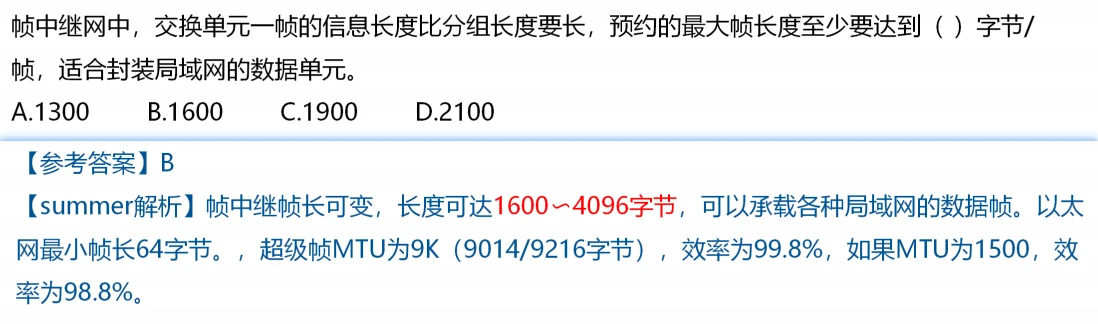 帧中继网中，交换单元一帧的信息长度比分组长度要长，预约的最大帧长度至少要达到（ ）字节/
帧，适合封装局域网的数据单元。
A.1300 B.1600 C.1900 D.2100
【参考答案】B
【summer解析】帧中继帧长可变，长度可达1600～4096字节，可以承载各种局域网的数据帧。以太
网最小帧长64字节。，超级帧MTU为9K（9014/9216字节），效率为99.8%，如果MTU为1500，效
率为98.8%。